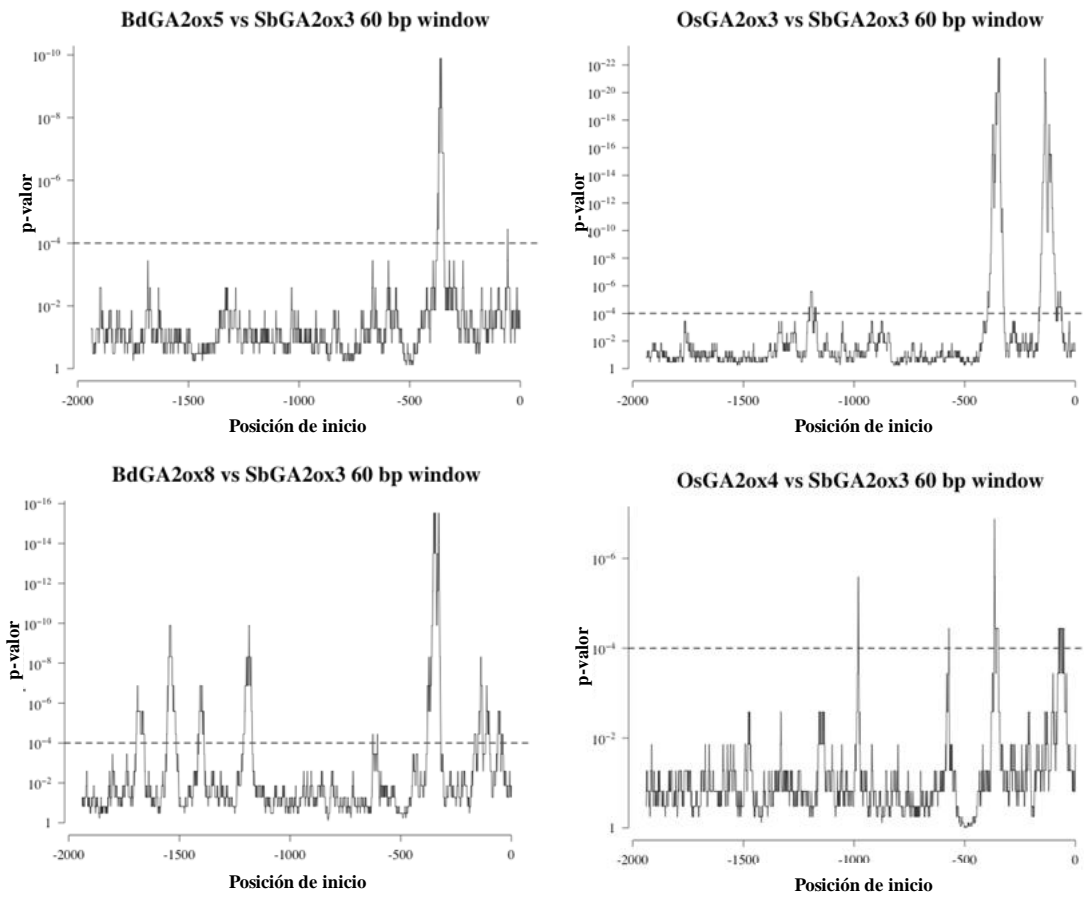 BdGA2ox5 vs SbGA2ox3 60 bp window
p-valor
10⁻¹⁰
10⁻⁸
10⁻⁶
10⁻⁴
10⁻²
1
-2000 -1500 -1000 -500 0
Posición de inicio
OsGA2ox3 vs SbGA2ox3 60 bp window
p-valor
10⁻²²
10⁻²⁰
10⁻¹⁸
10⁻¹⁶
10⁻¹⁴
10⁻¹²
10⁻¹⁰
10⁻⁸
10⁻⁶
10⁻⁴
10⁻²
1
-2000 -1500 -1000 -500 0
Posición de inicio
BdGA2ox8 vs SbGA2ox3 60 bp window
p-valor
10⁻¹⁶
10⁻¹⁴
10⁻¹²
10⁻¹⁰
10⁻⁸
10⁻⁶
10⁻⁴
10⁻²
1
-2000 -1500 -1000 -500 0
Posición de inicio
OsGA2ox4 vs SbGA2ox3 60 bp window
p-valor
10⁻⁶
10⁻⁴
10⁻²
1
-2000 -1500 -1000 -500 0
Posición de inicio